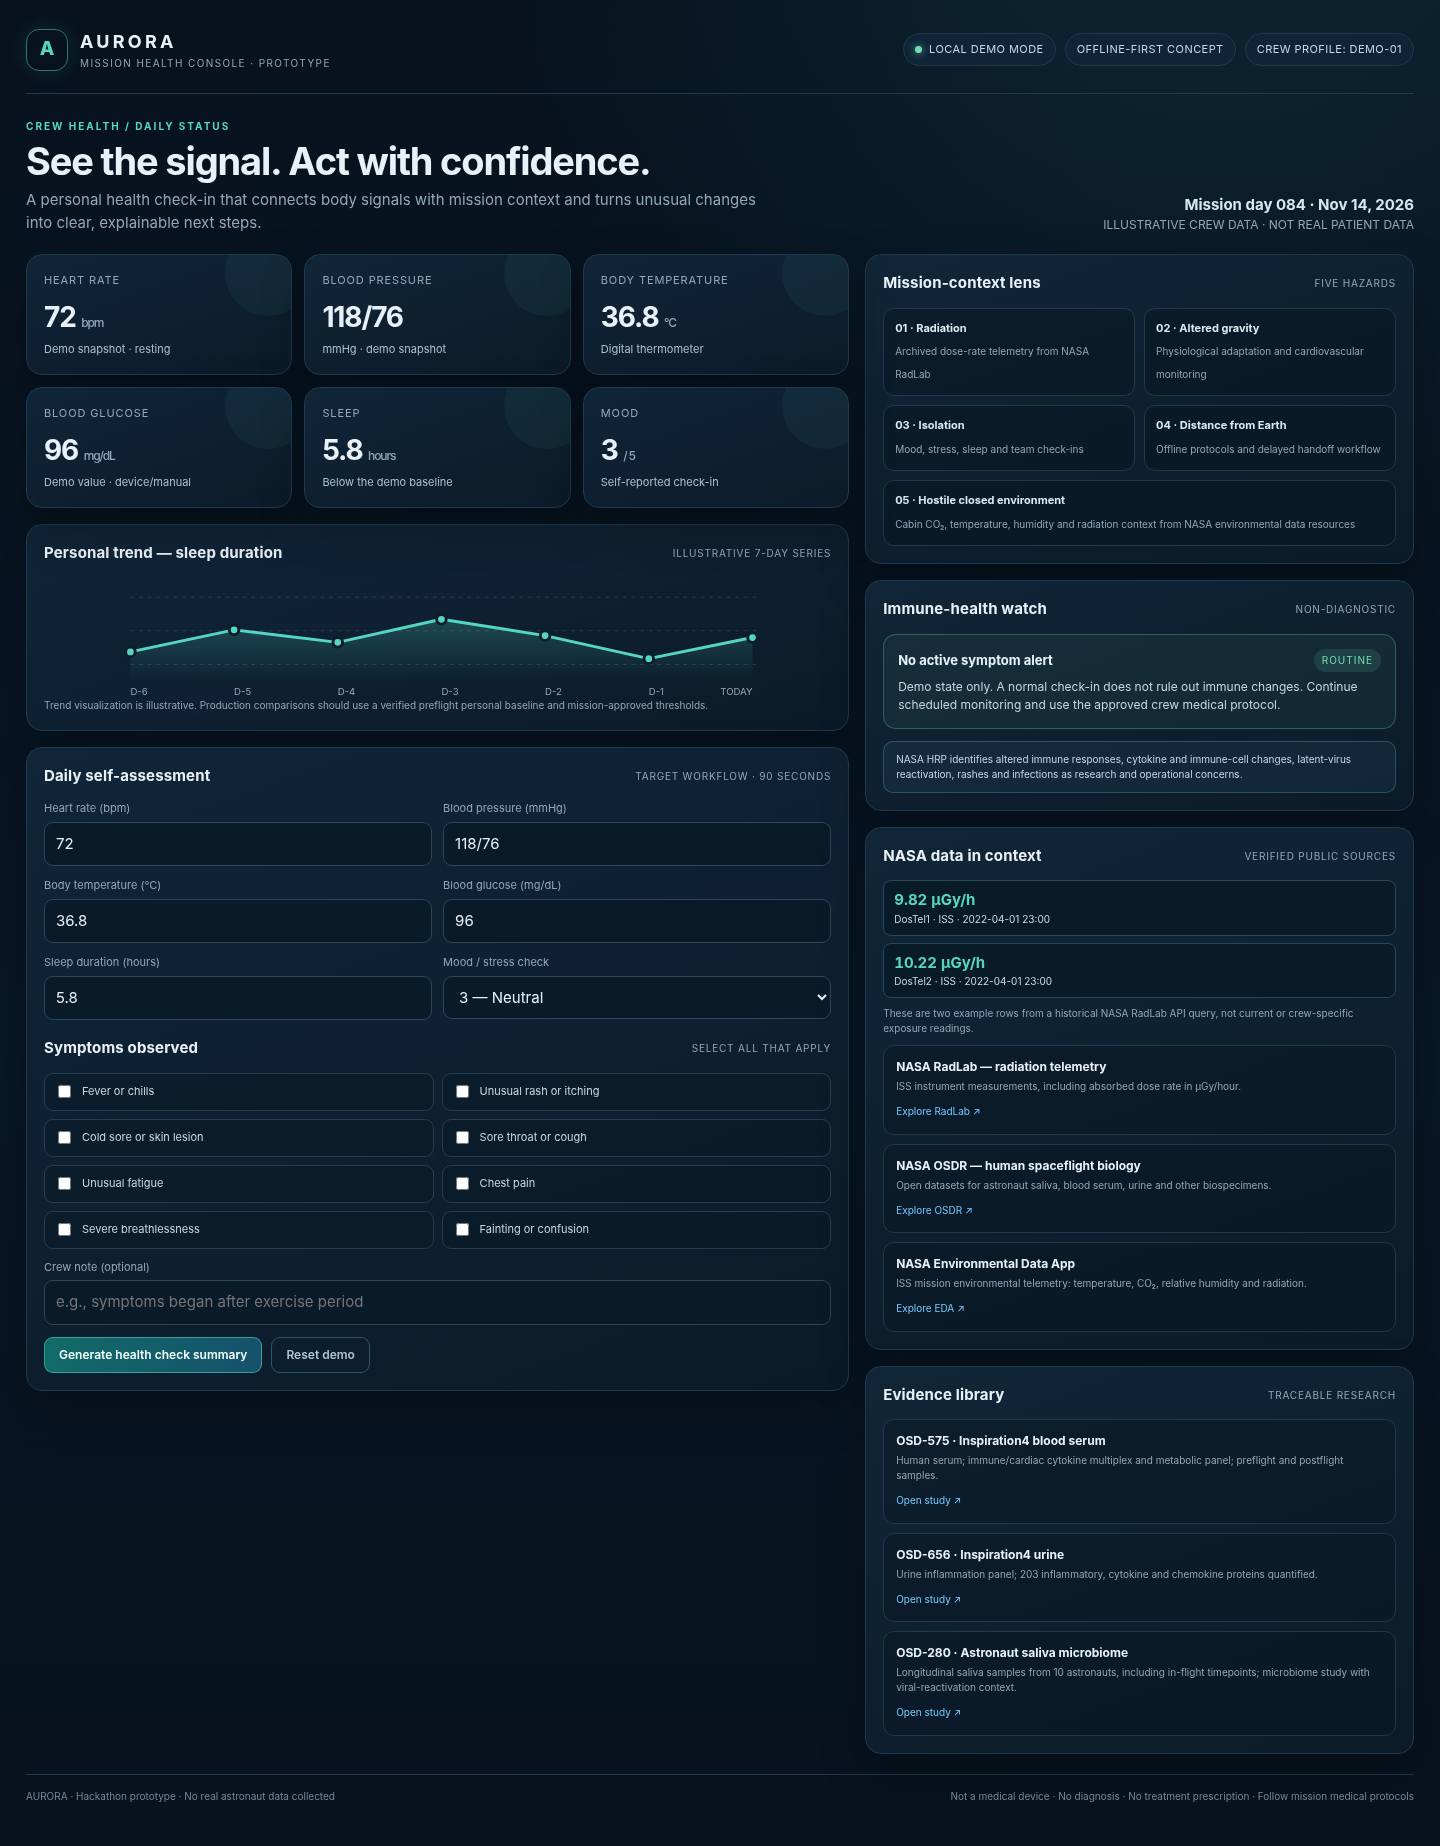 A
AURORA
MISSION HEALTH CONSOLE · PROTOTYPE
LOCAL DEMO MODE
OFFLINE-FIRST CONCEPT
CREW PROFILE: DEMO-01
CREW HEALTH / DAILY STATUS
See the signal. Act with confidence.
A personal health check-in that connects body signals with mission context and turns unusual changes
into clear, explainable next steps.
Mission day 084 · Nov 14, 2026
ILLUSTRATIVE CREW DATA · NOT REAL PATIENT DATA
HEART RATE
72 bpm
Demo snapshot · resting
BLOOD PRESSURE
118/76
mmHg · demo snapshot
BODY TEMPERATURE
36.8 °C
Digital thermometer
BLOOD GLUCOSE
96 mg/dL
Demo value · device/manual
SLEEP
5.8 hours
Below the demo baseline
MOOD
3 / 5
Self-reported check-in
Personal trend — sleep duration
ILLUSTRATIVE 7-DAY SERIES
D-6 D-5 D-4 D-3 D-2 D-1 TODAY
Trend visualization is illustrative. Production comparisons should use a verified preflight personal baseline and mission-approved thresholds.
Daily self-assessment
TARGET WORKFLOW · 90 SECONDS
Heart rate (bpm)
72
Blood pressure (mmHg)
118/76
Body temperature (°C)
36.8
Blood glucose (mg/dL)
96
Sleep duration (hours)
5.8
Mood / stress check
3 — Neutral
Symptoms observed
SELECT ALL THAT APPLY
Fever or chills
Unusual rash or itching
Cold sore or skin lesion
Sore throat or cough
Unusual fatigue
Chest pain
Severe breathlessness
Fainting or confusion
Crew note (optional)
e.g., symptoms began after exercise period
Generate health check summary
Reset demo
Mission-context lens
FIVE HAZARDS
01 · Radiation
Archived dose-rate telemetry from NASA
RadLab
02 · Altered gravity
Physiological adaptation and cardiovascular
monitoring
03 · Isolation
Mood, stress, sleep and team check-ins
04 · Distance from Earth
Offline protocols and delayed handoff workflow
05 · Hostile closed environment
Cabin CO₂, temperature, humidity and radiation context from NASA environmental data resources
Immune-health watch
NON-DIAGNOSTIC
No active symptom alert
ROUTINE
Demo state only. A normal check-in does not rule out immune changes. Continue
scheduled monitoring and use the approved crew medical protocol.
NASA HRP identifies altered immune responses, cytokine and immune-cell changes, latent-virus
reactivation, rashes and infections as research and operational concerns.
NASA data in context
VERIFIED PUBLIC SOURCES
9.82 µGy/h
DosTel1 · ISS · 2022-04-01 23:00
10.22 µGy/h
DosTel2 · ISS · 2022-04-01 23:00
These are two example rows from a historical NASA RadLab API query, not current or crew-specific
exposure readings.
NASA RadLab — radiation telemetry
ISS instrument measurements, including absorbed dose rate in µGy/hour.
Explore RadLab ↗
NASA OSDR — human spaceflight biology
Open datasets for astronaut saliva, blood serum, urine and other biospecimens.
Explore OSDR ↗
NASA Environmental Data App
ISS mission environmental telemetry: temperature, CO₂, relative humidity and radiation.
Explore EDA ↗
Evidence library
TRACEABLE RESEARCH
OSD-575 · Inspiration4 blood serum
Human serum; immune/cardiac cytokine multiplex and metabolic panel; preflight and postflight
samples.
Open study ↗
OSD-656 · Inspiration4 urine
Urine inflammation panel; 203 inflammatory, cytokine and chemokine proteins quantified.
Open study ↗
OSD-280 · Astronaut saliva microbiome
Longitudinal saliva samples from 10 astronauts, including in-flight timepoints; microbiome study with
viral-reactivation context.
Open study ↗
AURORA · Hackathon prototype · No real astronaut data collected
Not a medical device · No diagnosis · No treatment prescription · Follow mission medical protocols